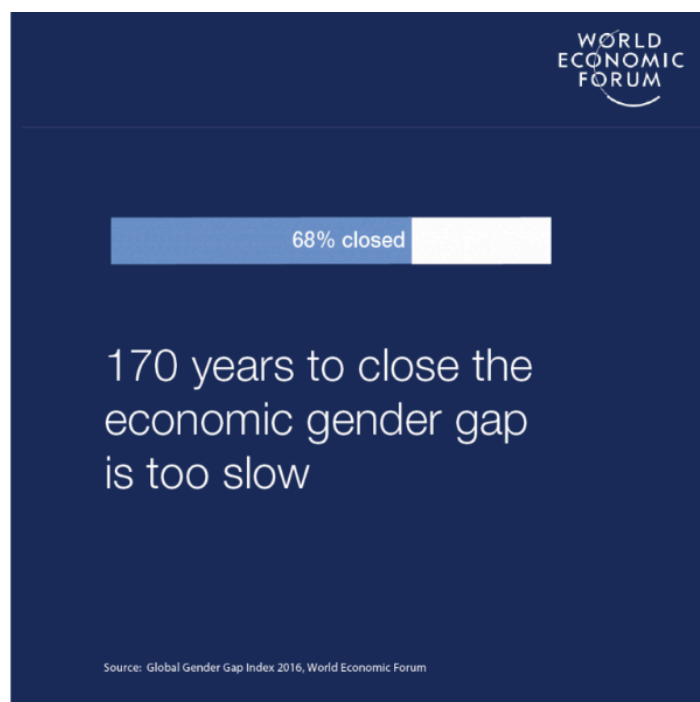 WORLD
ECONOMIC
FORUM
68% closed
170 years to close the
economic gender gap
is too slow
Source: Global Gender Gap Index 2016, World Economic Forum